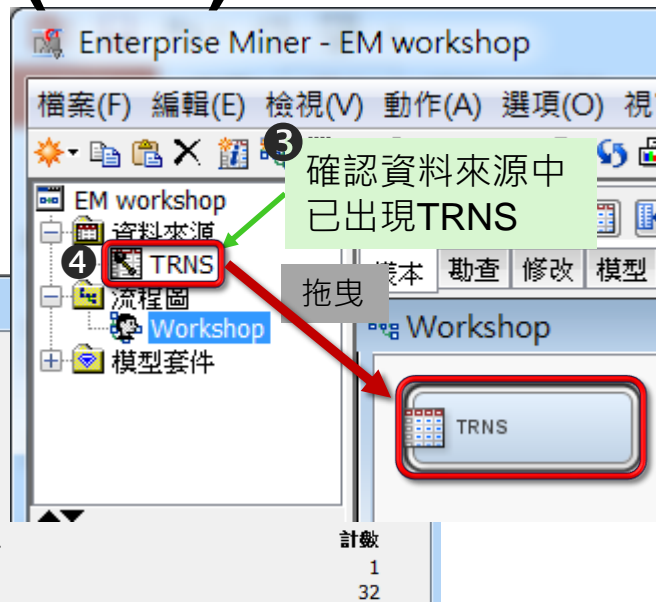 Enterprise Miner - EM workshop
檔案(F) 編輯(E) 檢視(V) 動作(A) 選項(O) 視
❸
確認資料來源中
已出現TRNS
EM workshop
資料來源
❹ TRNS
流程圖
Workshop
模型套件
拖曳
樣本 勘查 修改 模型
Workshop
TRNS
計數
1
32